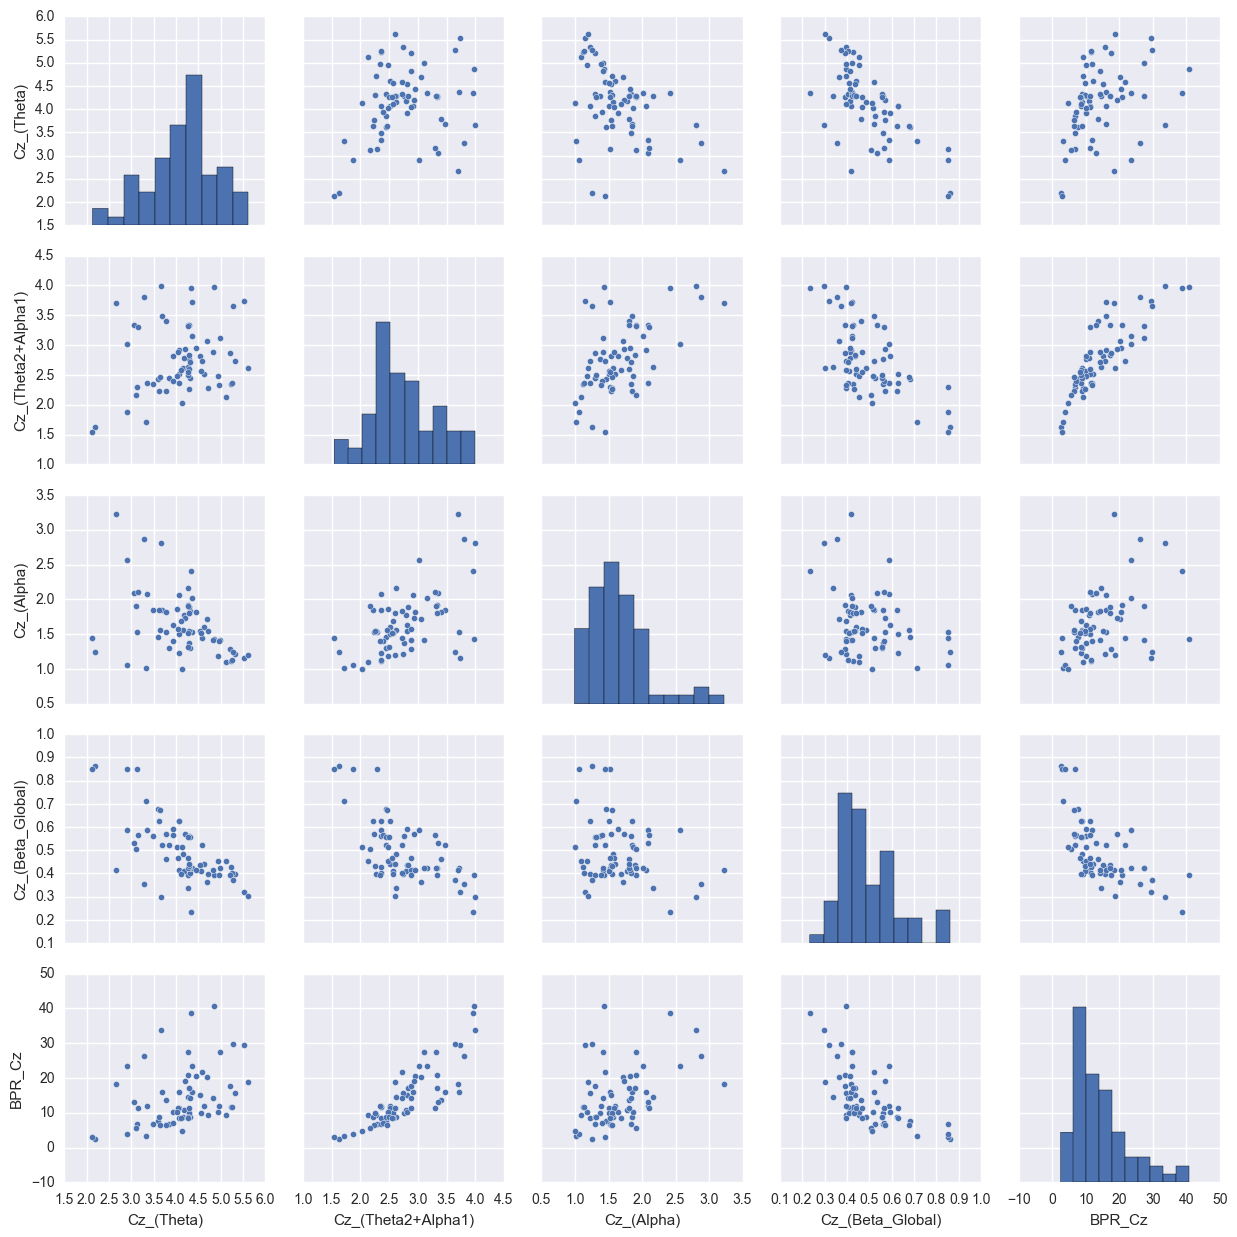 6.0
5.5
5.0
4.5
4.0
3.5
3.0
2.5
2.0
1.5
Cz_(Theta)
4.5
4.0
3.5
3.0
2.5
2.0
1.5
1.0
Cz_(Theta2+Alpha1)
3.5
3.0
2.5
2.0
1.5
1.0
0.5
Cz_(Alpha)
1.0
0.9
0.8
0.7
0.6
0.5
0.4
0.3
0.2
0.1
Cz_(Beta_Global)
50
40
30
20
10
0
−10
BPR_Cz
1.5 2.0 2.5 3.0 3.5 4.0 4.5 5.0 5.5 6.0
1.0 1.5 2.0 2.5 3.0 3.5 4.0 4.5
0.5 1.0 1.5 2.0 2.5 3.0 3.5
0.1 0.2 0.3 0.4 0.5 0.6 0.7 0.8 0.9 1.0
−10 0 10 20 30 40 50
Cz_(Theta)
Cz_(Theta2+Alpha1)
Cz_(Alpha)
Cz_(Beta_Global)
BPR_Cz